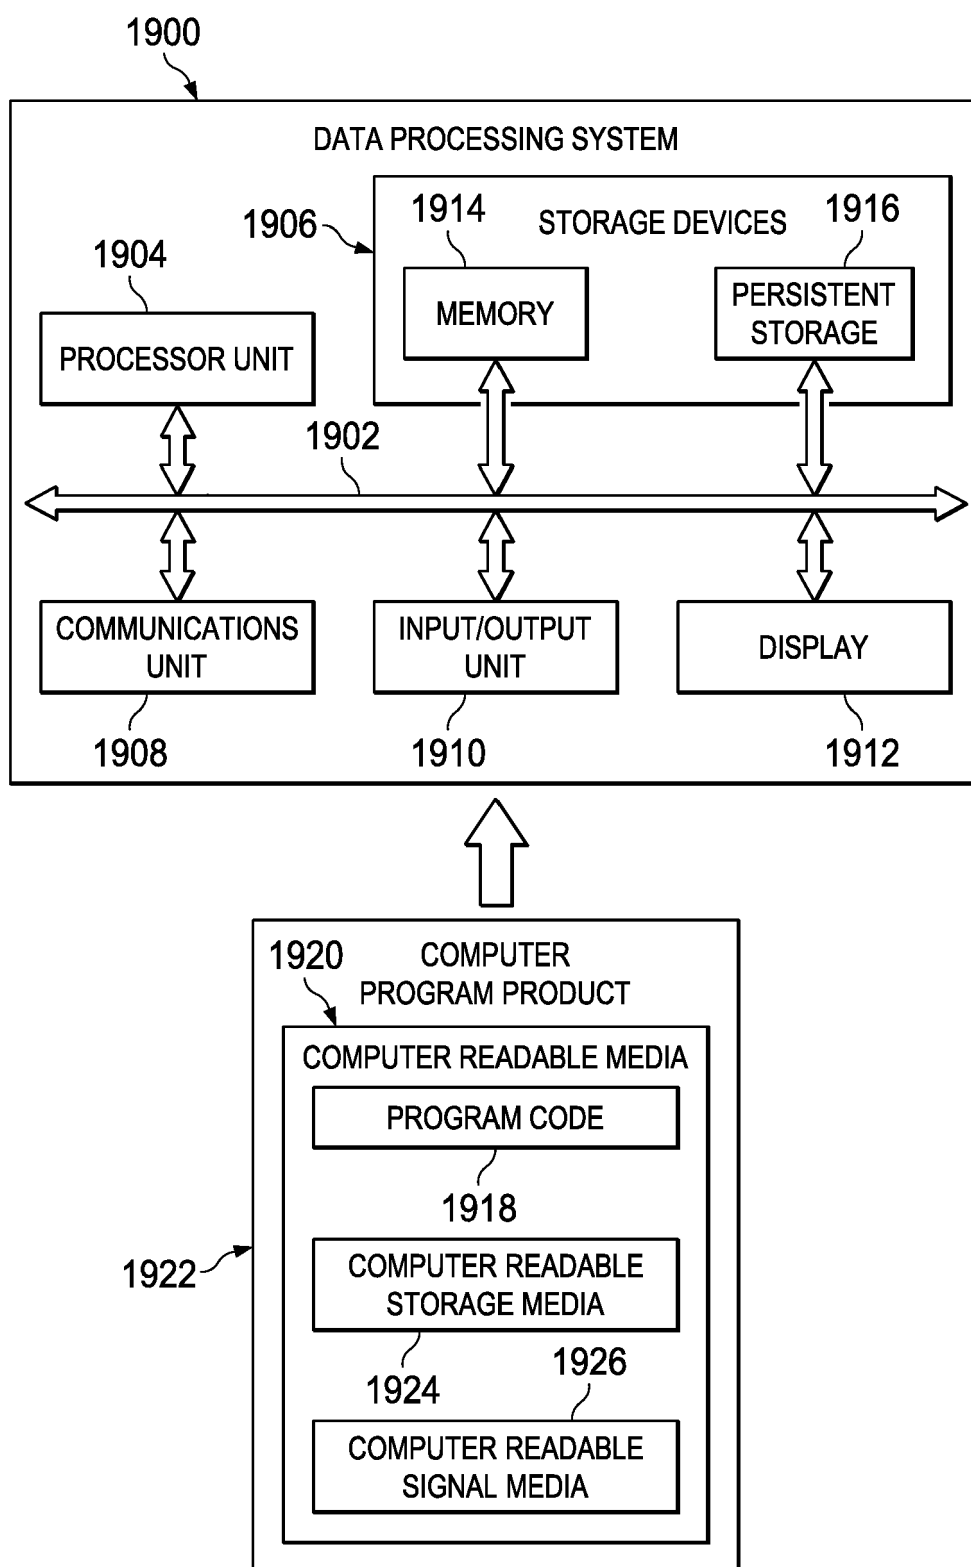 1900
DATA PROCESSING SYSTEM
1906
1914
STORAGE DEVICES
1916
1904
MEMORY
PERSISTENT
STORAGE
PROCESSOR UNIT
1902
COMMUNICATIONS
UNIT
INPUT/OUTPUT
UNIT
DISPLAY
1908
1910
1912
1920
COMPUTER
PROGRAM PRODUCT
COMPUTER READABLE MEDIA
PROGRAM CODE
1918
1922
COMPUTER READABLE
STORAGE MEDIA
1924
1926
COMPUTER READABLE
SIGNAL MEDIA